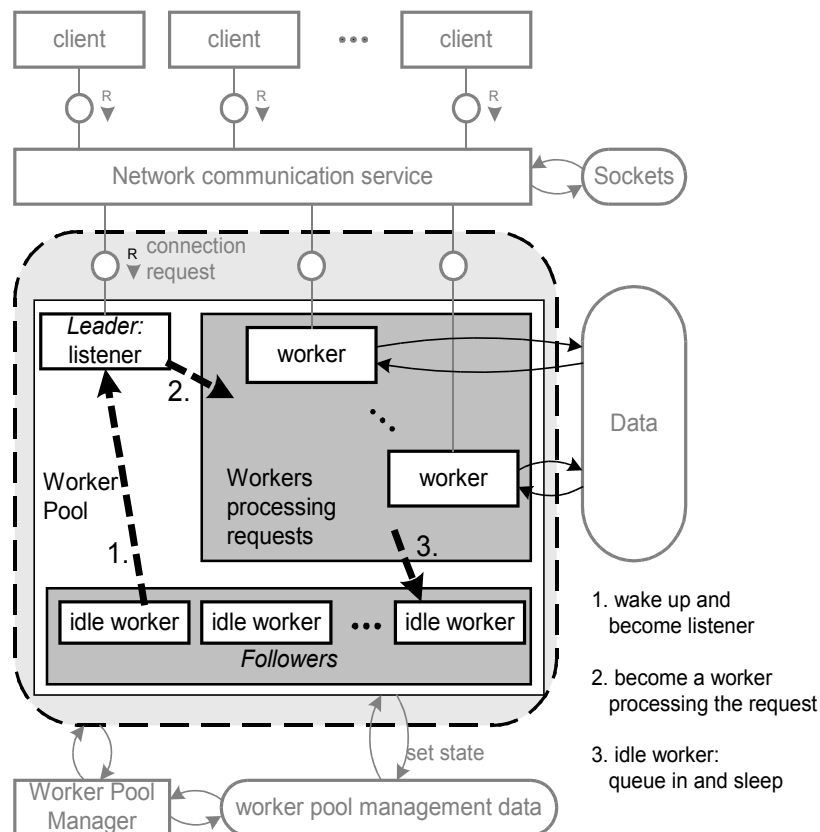 client
client
client
R
R
R
Network communication service
Sockets
R
connection
request
Leader:
listener
2.
worker
Data
Worker
Pool
Workers
processing
requests
worker
1.
3.
idle worker
idle worker
idle worker
Followers
1. wake up and
become listener
2. become a worker
processing the request
3. idle worker:
queue in and sleep
set state
Worker Pool
Manager
worker pool management data